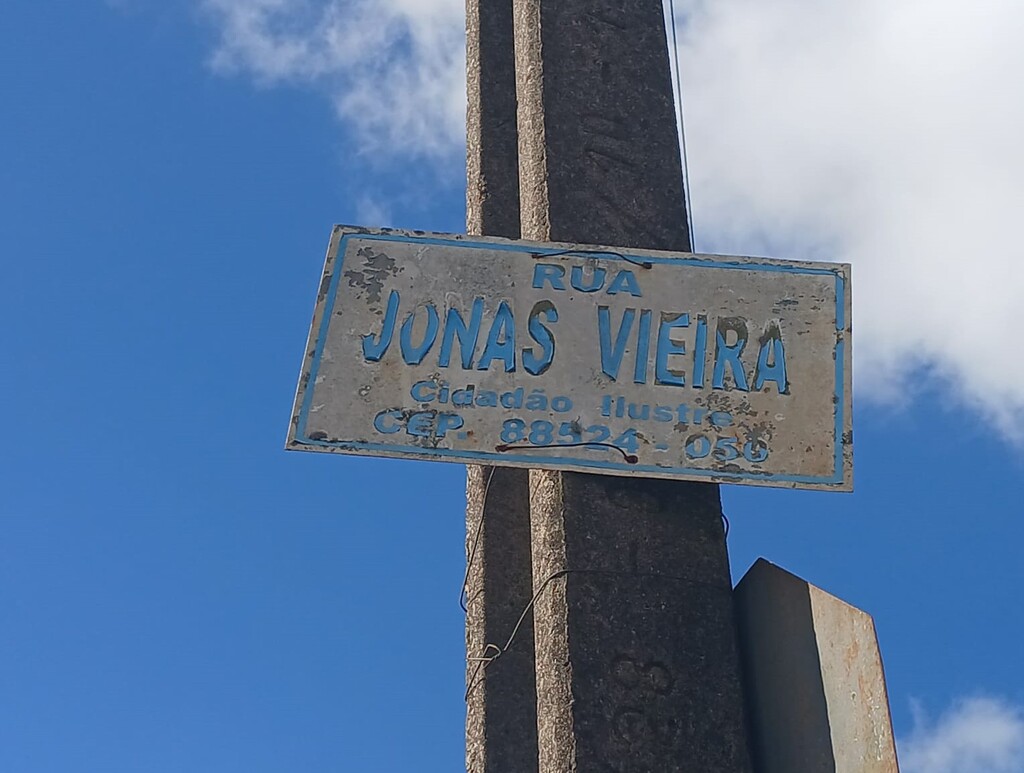 RUA
JONAS VIEIRA
Cidadão Ilustre
CEP. 88524 - 050